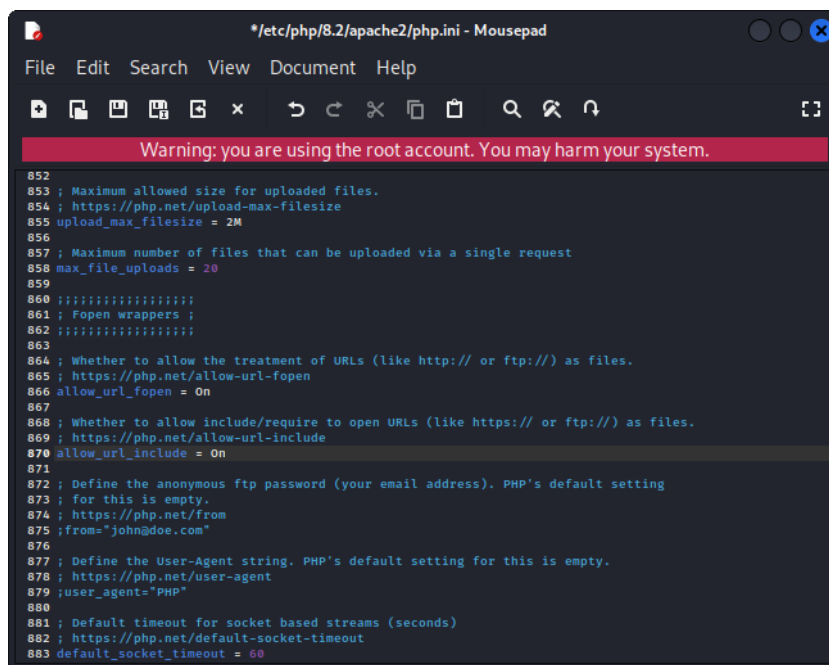 */etc/php/8.2/apache2/php.ini - Mousepad
File Edit Search View Document Help
Warning: you are using the root account. You may harm your system.
852
853 ; Maximum allowed size for uploaded files.
854 ; https://php.net/upload-max-filesize
855 upload_max_filesize = 2M
856
857 ; Maximum number of files that can be uploaded via a single request
858 max_file_uploads = 20
859
860 ;;;;;;;;;;;;;;;;;;
861 ; Fopen wrappers ;
862 ;;;;;;;;;;;;;;;;;;
863
864 ; Whether to allow the treatment of URLs (like http:// or ftp://) as files.
865 ; https://php.net/allow-url-fopen
866 allow_url_fopen = On
867
868 ; Whether to allow include/require to open URLs (like https:// or ftp://) as files.
869 ; https://php.net/allow-url-include
870 allow_url_include = On
871
872 ; Define the anonymous ftp password (your email address). PHP's default setting
873 ; for this is empty.
874 ; https://php.net/from
875 ;from="john@doe.com"
876
877 ; Define the User-Agent string. PHP's default setting for this is empty.
878 ; https://php.net/user-agent
879 ;user_agent="PHP"
880
881 ; Default timeout for socket based streams (seconds)
882 ; https://php.net/default-socket-timeout
883 default_socket_timeout = 60